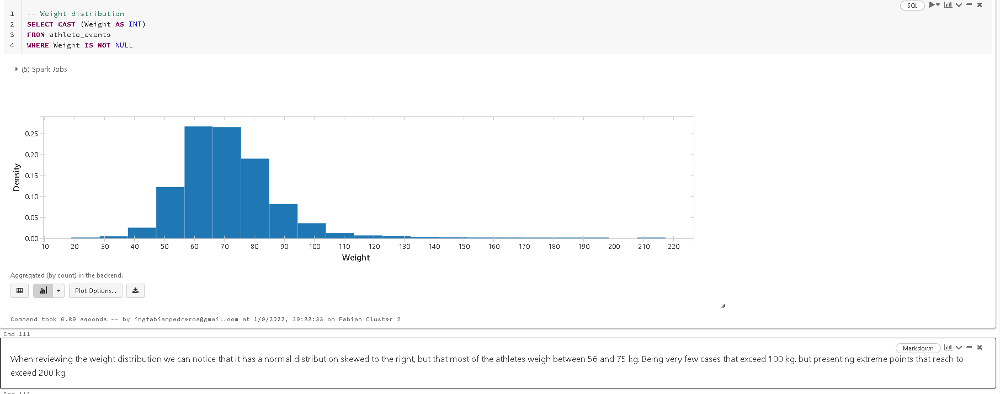 SQL
1 -- Weight distribution
2 SELECT CAST (Weight AS INT)
3 FROM athlete_events
4 WHERE Weight IS NOT NULL
(5) Spark Jobs
Density
0.25
0.20
0.15
0.10
0.05
0.00
10 20 30 40 50 60 70 80 90 100 110 120 130 140 150 160 170 180 190 200 210 220
Weight
Aggregated (by count) in the backend.
Plot Options...
Command took 6.09 seconds -- by ingfabianpedreros@gmail.com at 1/9/2022, 20:33:33 on Fabian Cluster 2
Cmd 111
Markdown
When reviewing the weight distribution we can notice that it has a normal distribution skewed to the right, but that most of the athletes weigh between 56 and 75 kg. Being very few cases that exceed 100 kg, but presenting extreme points that reach to
exceed 200 kg.
Cmd 112